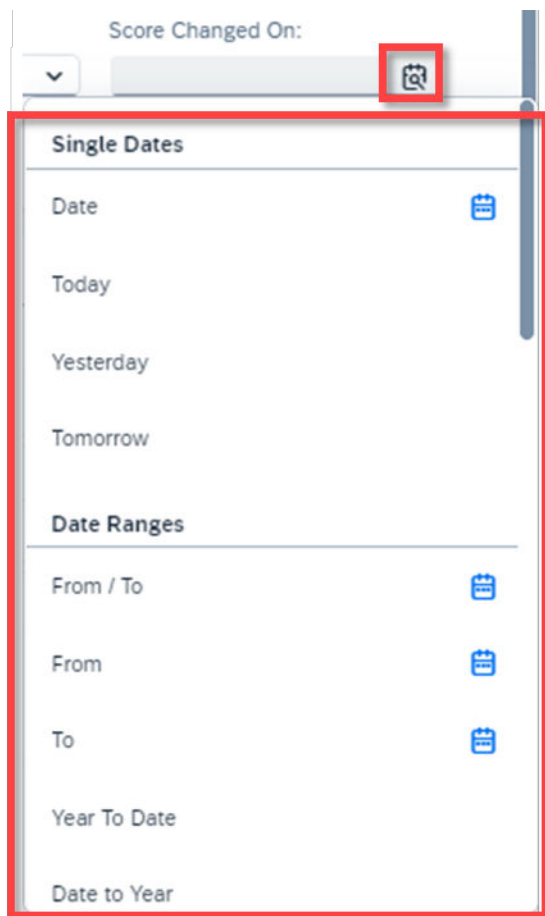 Score Changed On:
Single Dates
Date
Today
Yesterday
Tomorrow
Date Ranges
From / To
From
To
Year To Date
Date to Year